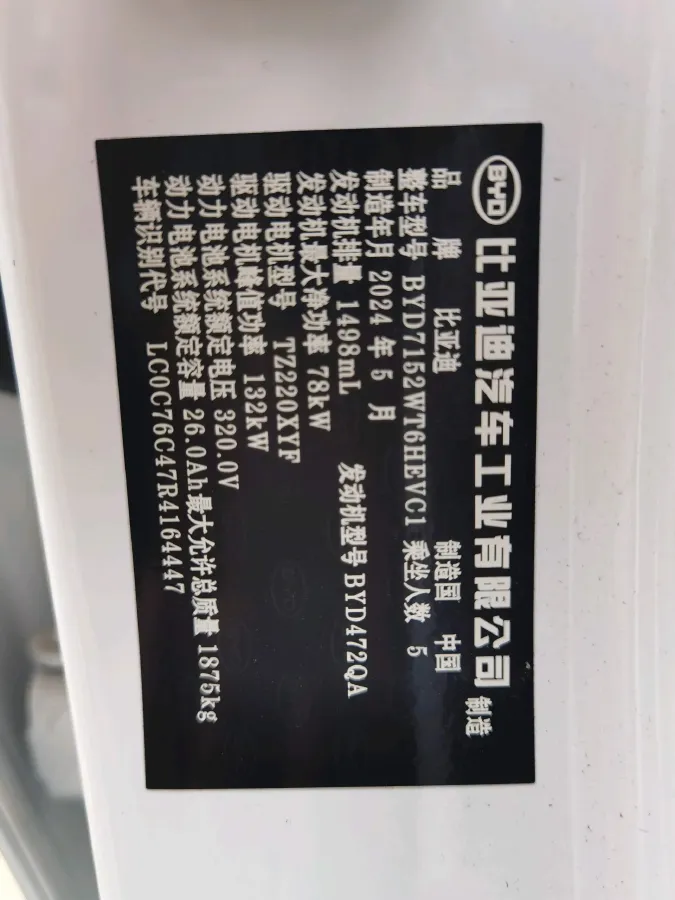 BYD 比亚迪汽车工业有限公司 制造
品牌 比亚迪 制造国 中国
整车型号 BYD7152WT6HEVC1 乘坐人数 5
制造年月 2024 年 5 月
发动机排量 1498mL 发动机型号 BYD472QA
发动机最大净功率 78kW
驱动电机型号 TZ220XYF
驱动电机峰值功率 132kW
动力电池系统额定电压 320.0V
动力电池系统额定容量 26.0Ah 最大允许总质量 1875kg
车辆识别代号 LC0C76C47R4164447